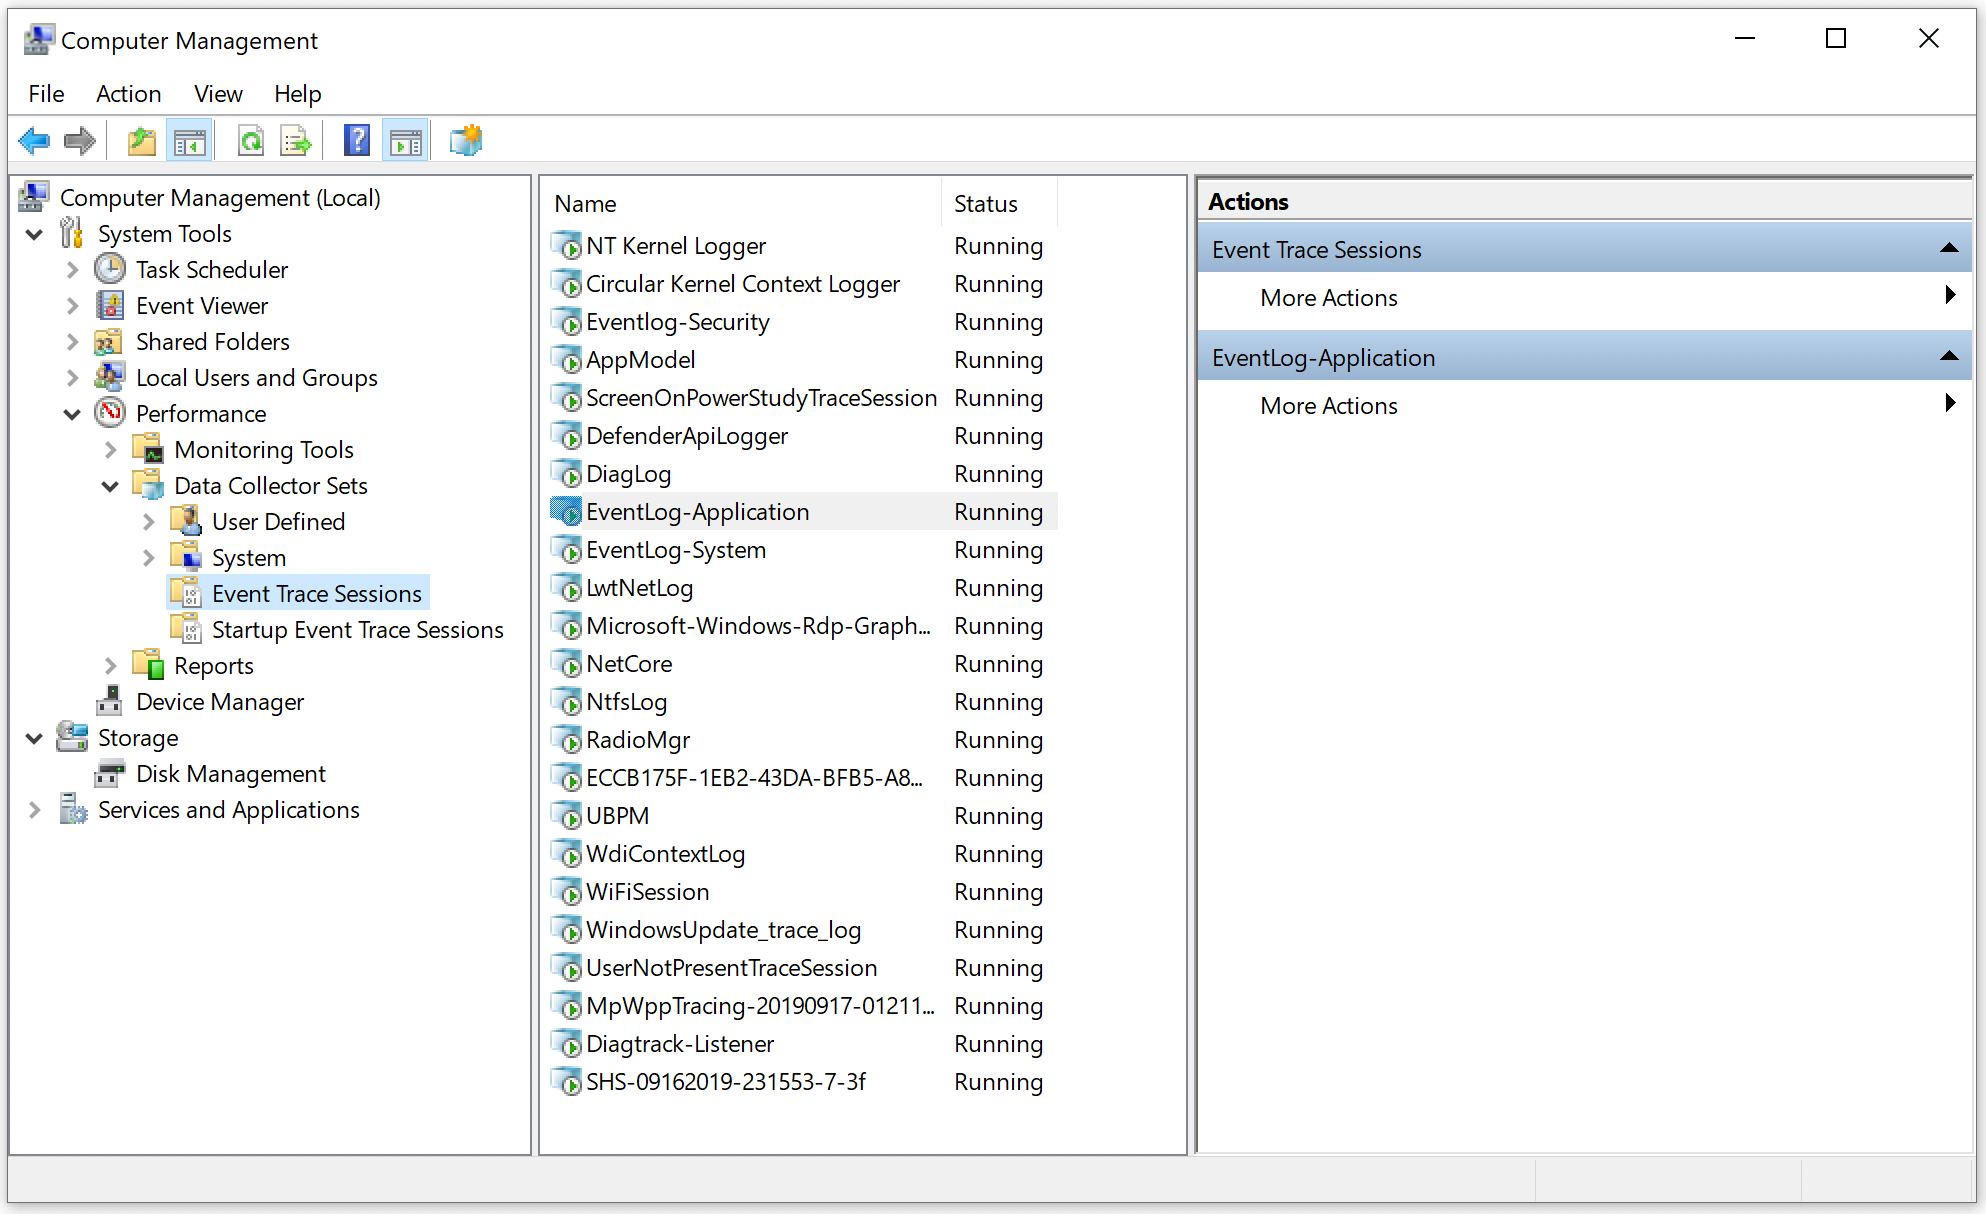 Computer Management
File Action View Help
Computer Management (Local)
System Tools
Task Scheduler
Event Viewer
Shared Folders
Local Users and Groups
Performance
Monitoring Tools
Data Collector Sets
User Defined
System
Event Trace Sessions
Startup Event Trace Sessions
Reports
Device Manager
Storage
Disk Management
Services and Applications
Name Status
NT Kernel Logger Running
Circular Kernel Context Logger Running
Eventlog-Security Running
AppModel Running
ScreenOnPowerStudyTraceSession Running
DefenderApiLogger Running
DiagLog Running
EventLog-Application Running
EventLog-System Running
LwtNetLog Running
Microsoft-Windows-Rdp-Graph... Running
NetCore Running
NtfsLog Running
RadioMgr Running
ECCB175F-1EB2-43DA-BFB5-A8... Running
UBPM Running
WdiContextLog Running
WiFiSession Running
WindowsUpdate_trace_log Running
UserNotPresentTraceSession Running
MpWppTracing-20190917-01211... Running
Diagtrack-Listener Running
SHS-09162019-231553-7-3f Running
Actions
Event Trace Sessions
More Actions
EventLog-Application
More Actions